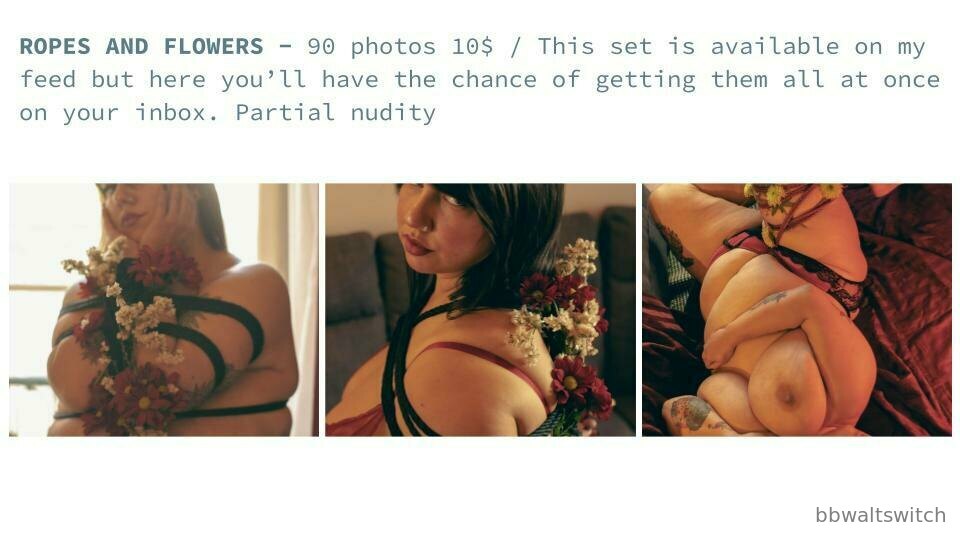 ROPES AND FLOWERS – 90 photos 10$ / This set is available on my
feed but here you’ll have the chance of getting them all at once
on your inbox. Partial nudity
bbwaltswitch